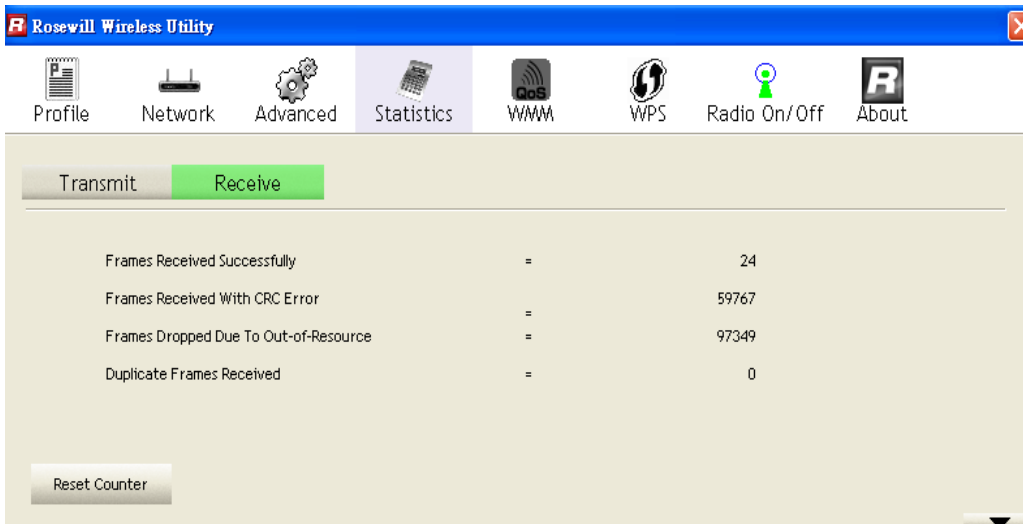 R Rosewill Wireless Utility
Profile Network Advanced Statistics WMM WPS Radio On/Off About
P
QoS
R
Transmit Receive
Frames Received Successfully = 24
Frames Received With CRC Error = 59767
Frames Dropped Due To Out-of-Resource = 97349
Duplicate Frames Received = 0
Reset Counter